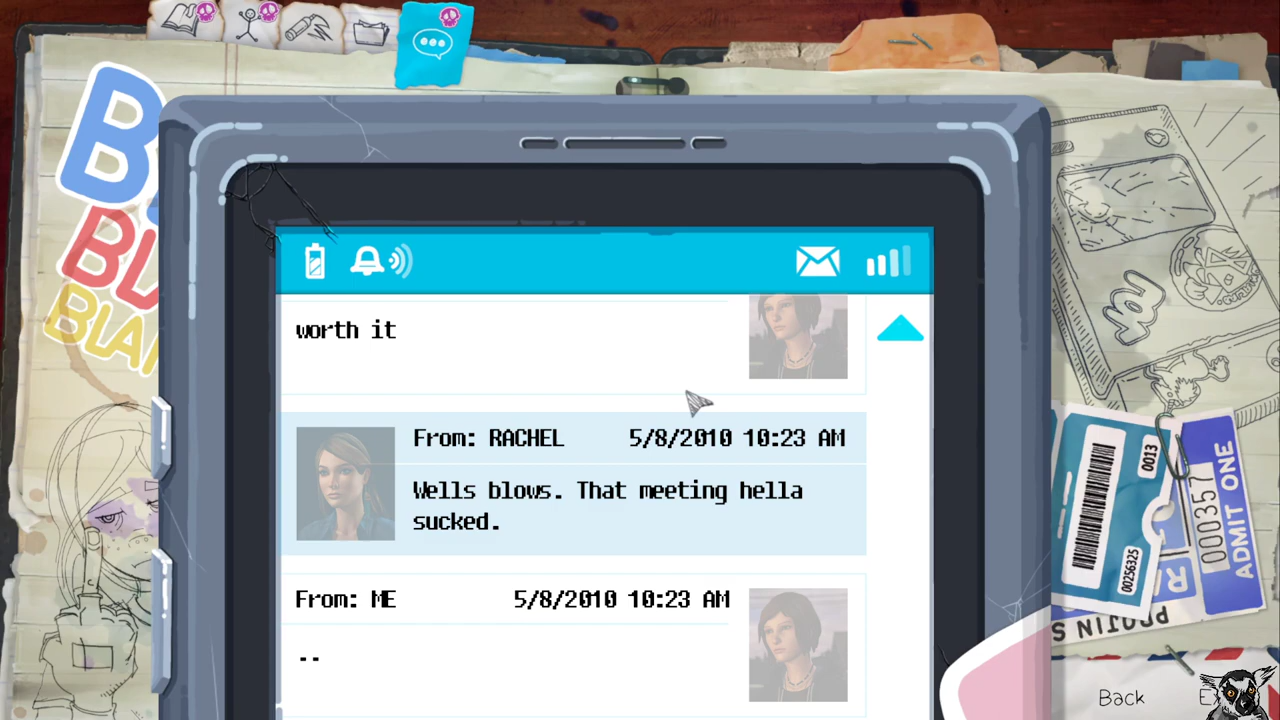 worth it
From: RACHEL 5/8/2010 10:23 AM
Wells blows. That meeting hella
sucked.
From: ME 5/8/2010 10:23 AM
..
0013
00256325
000357
ADMIT ONE
Back